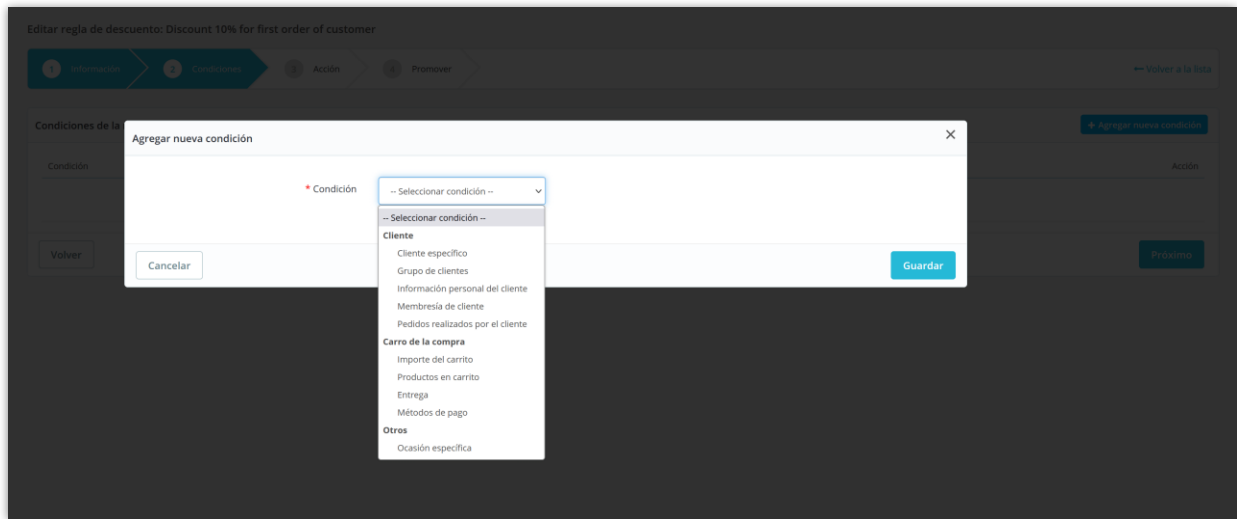 Editar regla de descuento: Discount 10% for first order of customer
1 Información 2 Condiciones 3 Acción 4 Promover Volver a la lista
Condiciones de la + Agregar nueva condición
Agregar nueva condición
Condición Acción
* Condición -- Seleccionar condición --
-- Seleccionar condición --
Cliente
Cliente específico
Grupo de clientes
Información personal del cliente
Membresía de cliente
Pedidos realizados por el cliente
Carro de la compra
Importe del carrito
Productos en carrito
Entrega
Métodos de pago
Otros
Ocasión específica
Volver Próximo
Cancelar Guardar